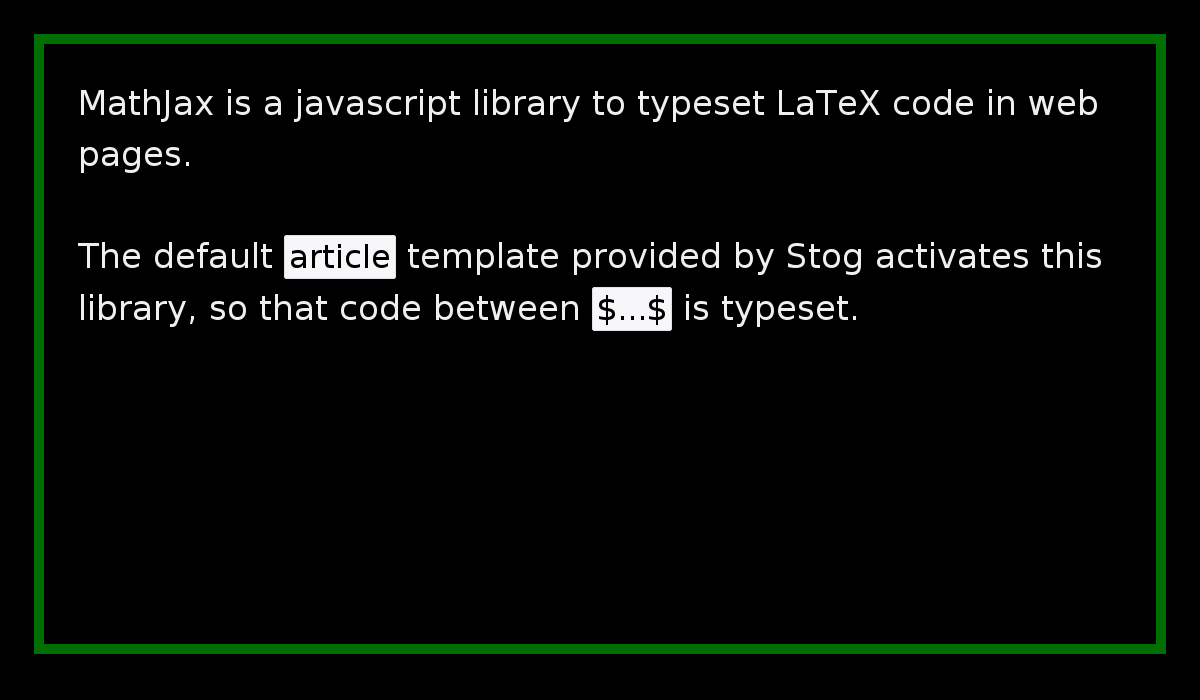 MathJax is a javascript library to typeset LaTeX code in web
pages.
The default article template provided by Stog activates this
library, so that code between $...$ is typeset.